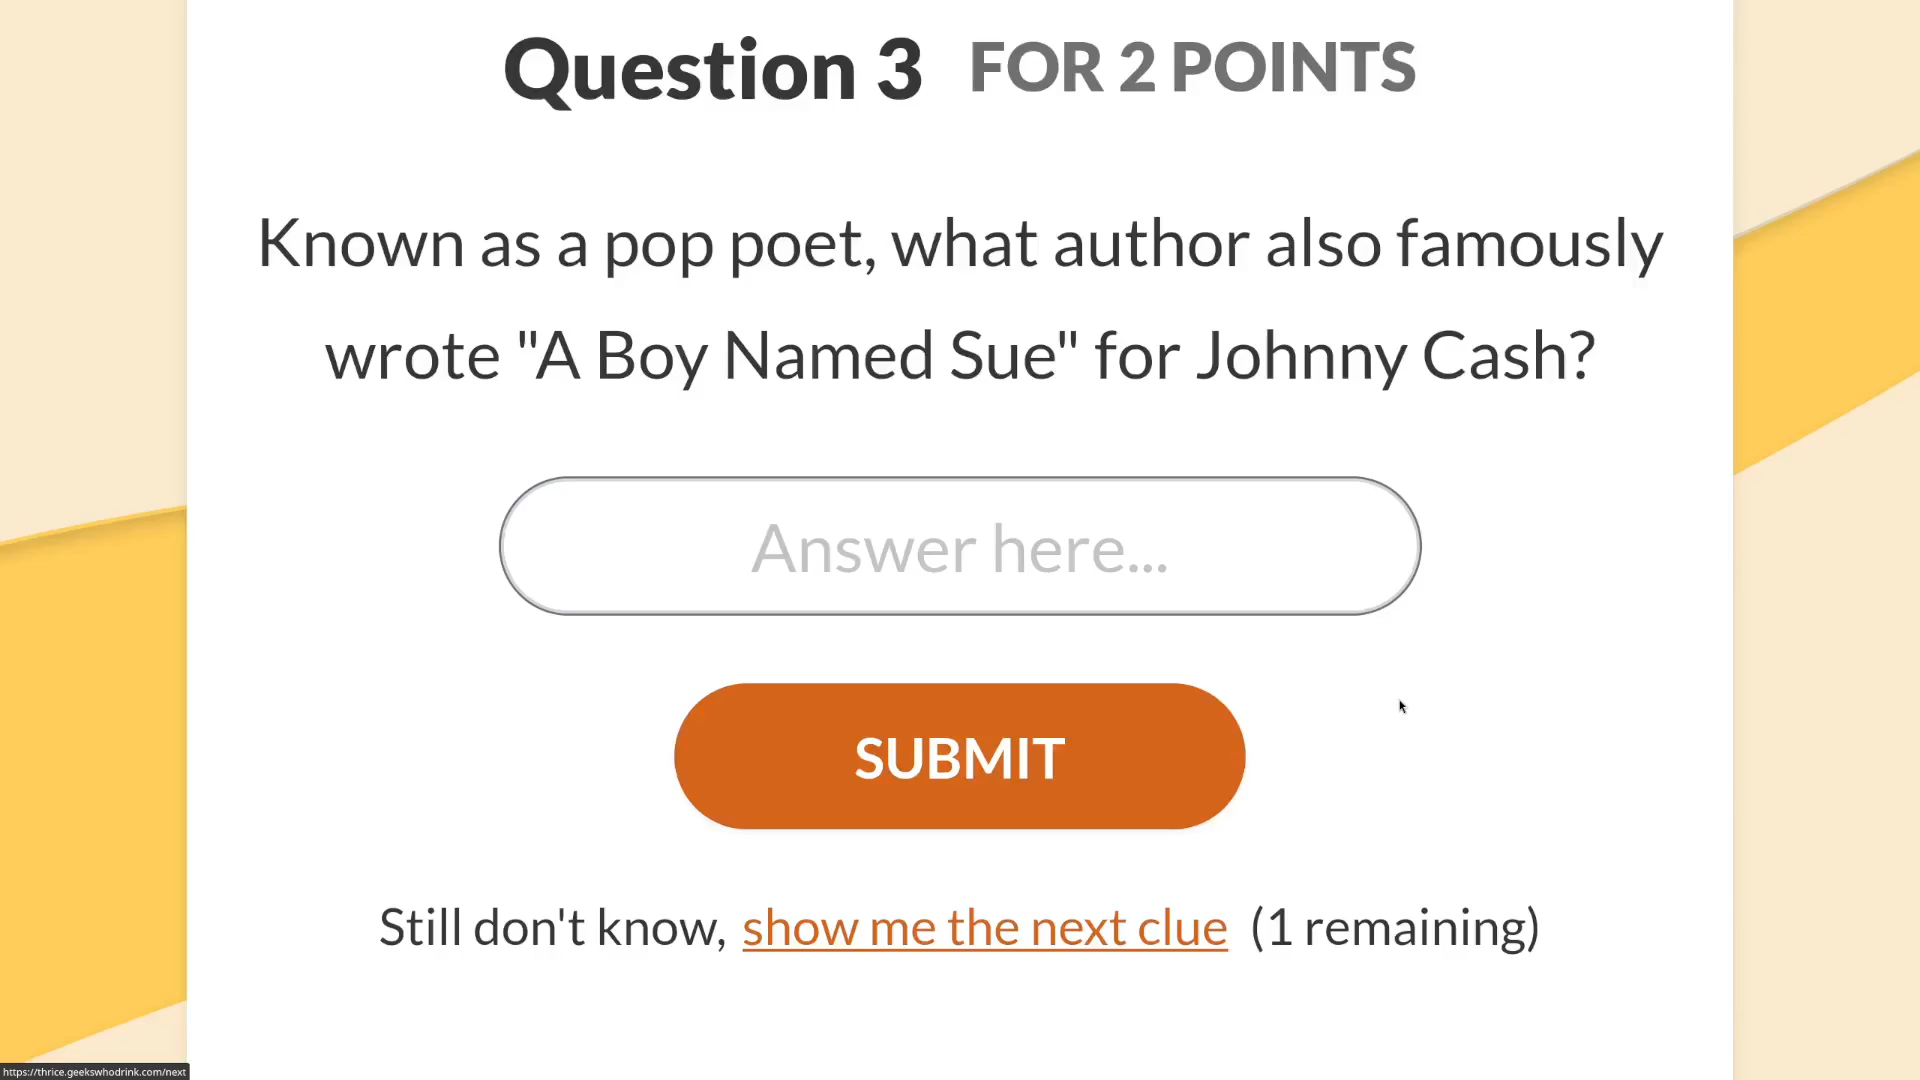 Question 3 FOR 2 POINTS
Known as a pop poet, what author also famously
wrote "A Boy Named Sue" for Johnny Cash?
Answer here...
SUBMIT
Still don't know, show me the next clue (1 remaining)
https://thrice.geekswhodrink.com/next